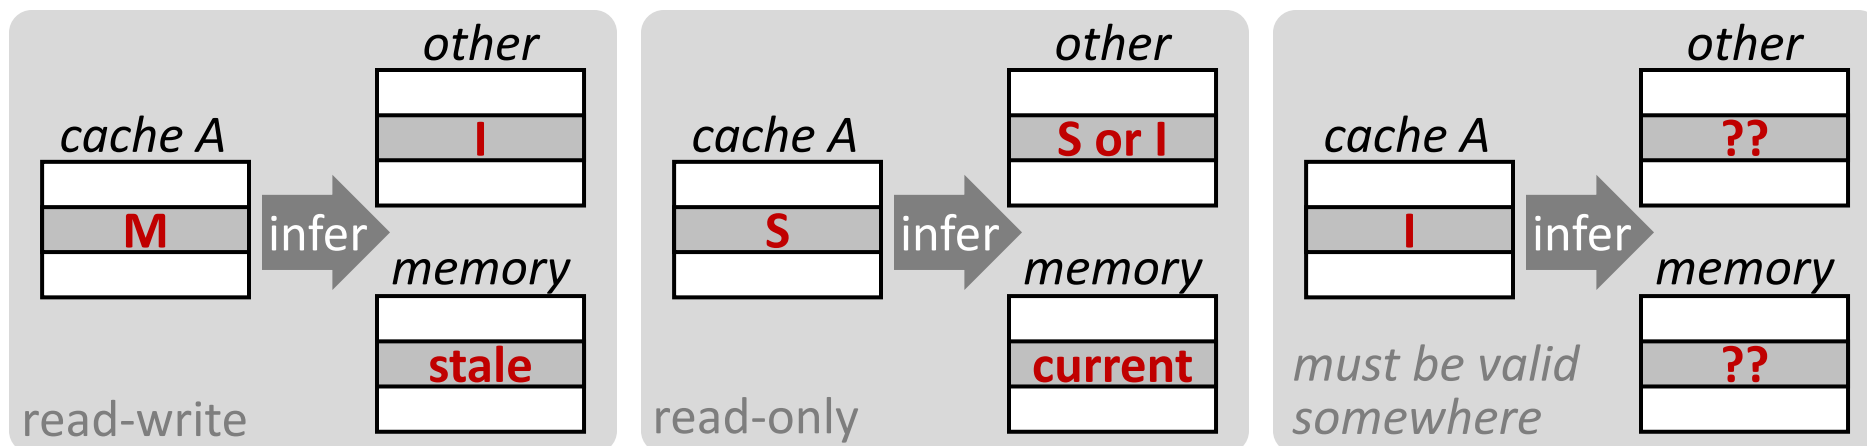 other
I
cache A
M
infer
memory
stale
read-write
other
S or I
cache A
S
infer
memory
current
read-only
other
??
cache A
I
infer
memory
??
must be valid
somewhere